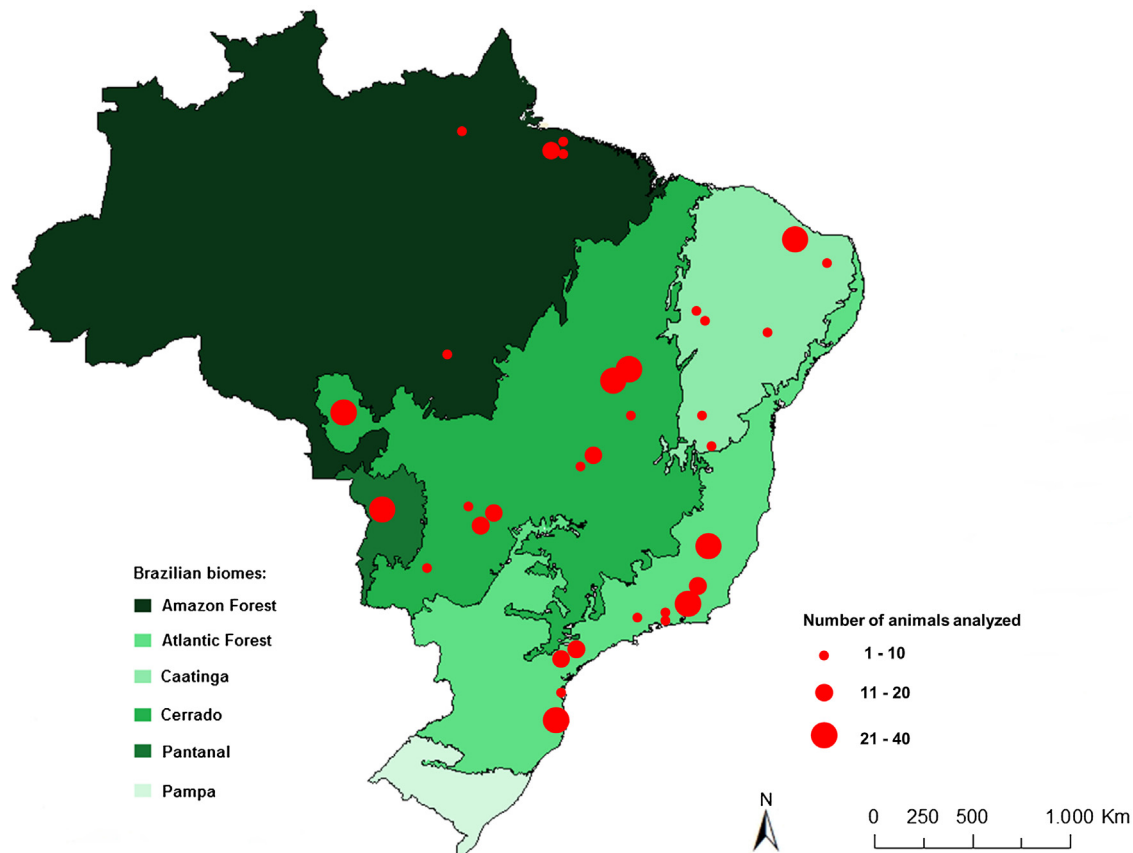 Brazilian biomes:
Amazon Forest
Atlantic Forest
Caatinga
Cerrado
Pantanal
Pampa
Number of animals analyzed
1 - 10
11 - 20
21 - 40
N
0 250 500 1.000 Km